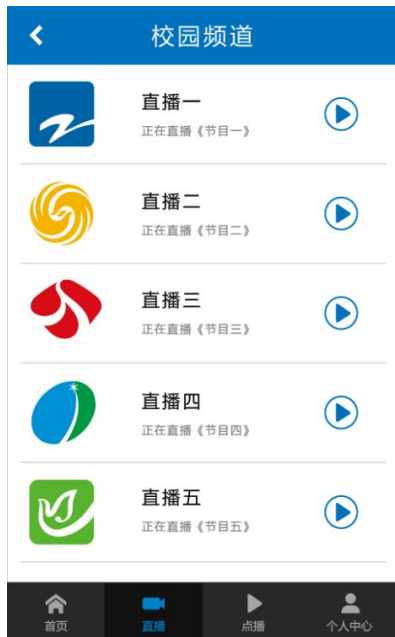 校园频道
直播一
正在直播《节目一》
直播二
正在直播《节目二》
直播三
正在直播《节目三》
直播四
正在直播《节目四》
直播五
正在直播《节目五》
首页 直播 点播 个人中心